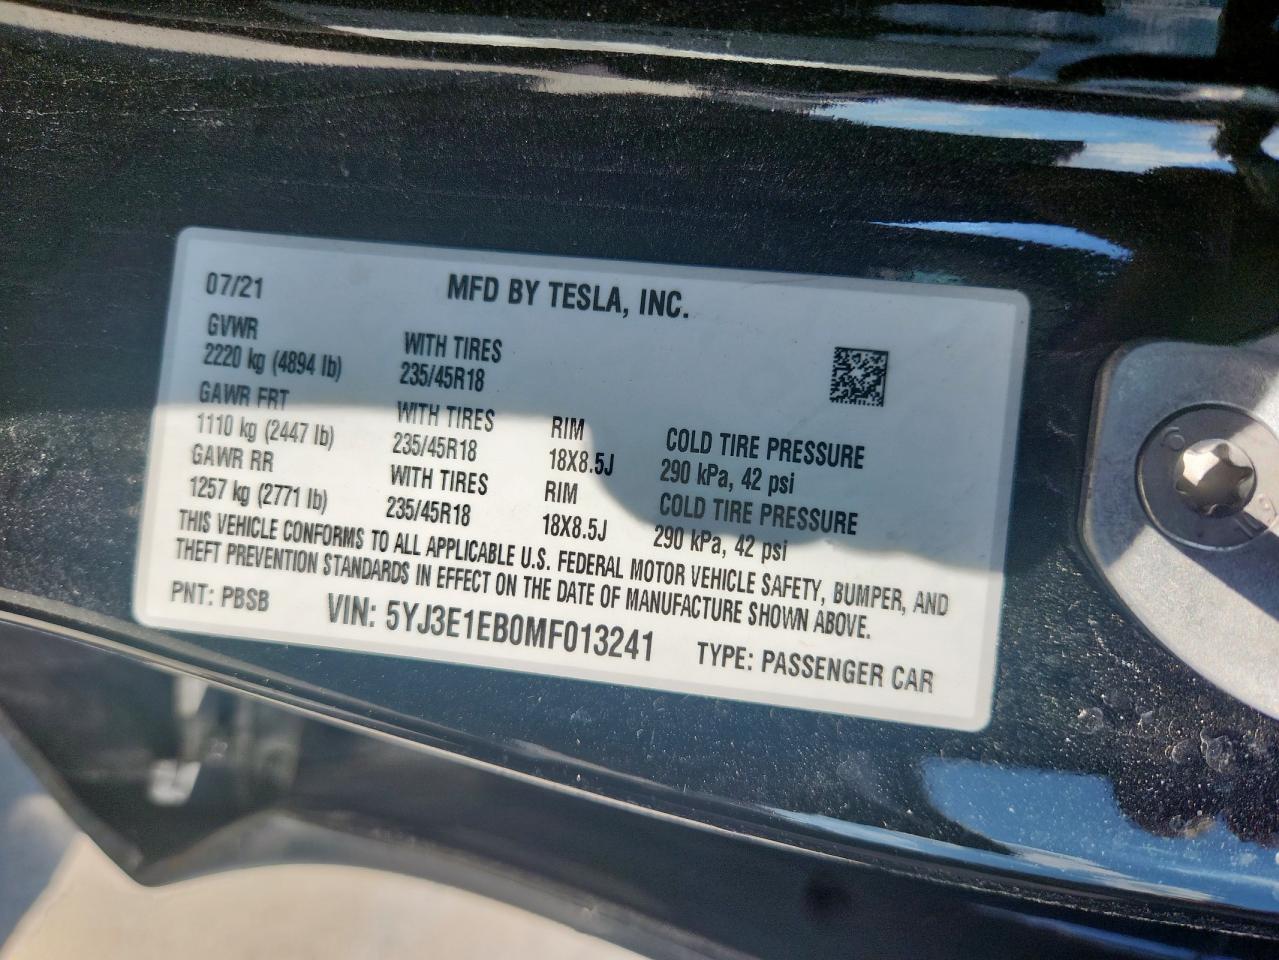 07/21 MFD BY TESLA, INC.
GVWR
2220 kg (4894 lb)
WITH TIRES
235/45R18
GAWR FRT
1110 kg (2447 lb)
WITH TIRES
235/45R18
RIM
18X8.5J
COLD TIRE PRESSURE
290 kPa, 42 psi
GAWR RR
1257 kg (2771 lb)
WITH TIRES
235/45R18
RIM
18X8.5J
COLD TIRE PRESSURE
290 kPa, 42 psi
THIS VEHICLE CONFORMS TO ALL APPLICABLE U.S. FEDERAL MOTOR VEHICLE SAFETY, BUMPER, AND
THEFT PREVENTION STANDARDS IN EFFECT ON THE DATE OF MANUFACTURE SHOWN ABOVE.
PNT: PBSB VIN: 5YJ3E1EB0MF013241 TYPE: PASSENGER CAR